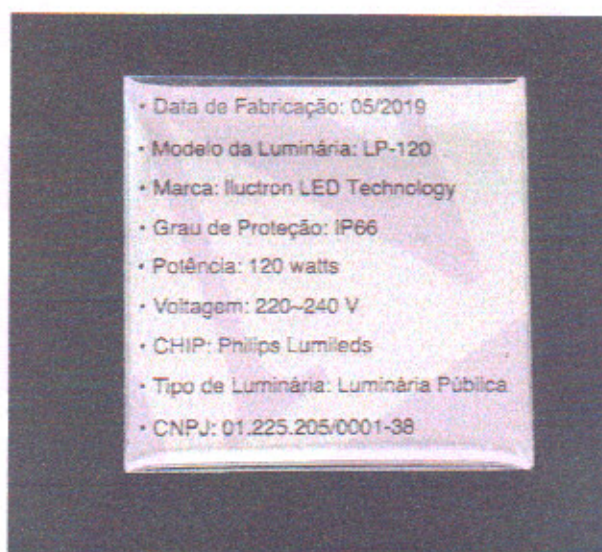 • Data de Fabricação: 05/2019
• Modelo da Luminária: LP-120
• Marca: Iluctron LED Technology
• Grau de Proteção: IP66
• Potência: 120 watts
• Voltagem: 220~240 V
• CHIP: Philips Lumileds
• Tipo de Luminária: Luminária Pública
• CNPJ: 01.225.205/0001-38